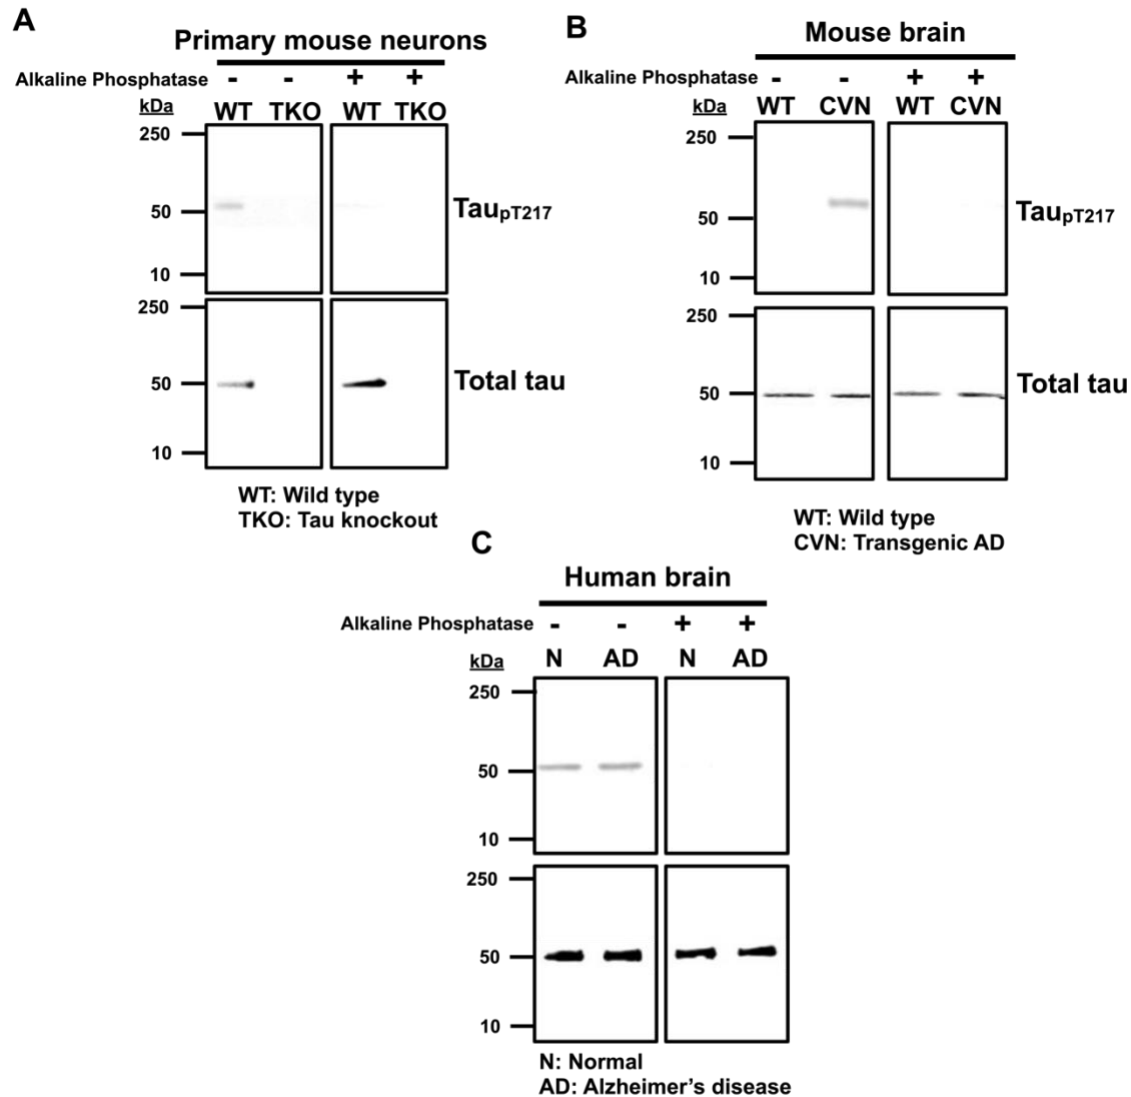 A
Primary mouse neurons
Alkaline Phosphatase - - + +
kDa WT TKO WT TKO
250
50 TaupT217
10
250
50 Total tau
10
WT: Wild type
TKO: Tau knockout
B
Mouse brain
Alkaline Phosphatase - - + +
kDa WT CVN WT CVN
250
50 TaupT217
10
250
50 Total tau
10
WT: Wild type
CVN: Transgenic AD
C
Human brain
Alkaline Phosphatase - - + +
kDa N AD N AD
250
50
10
250
50
10
N: Normal
AD: Alzheimer's disease